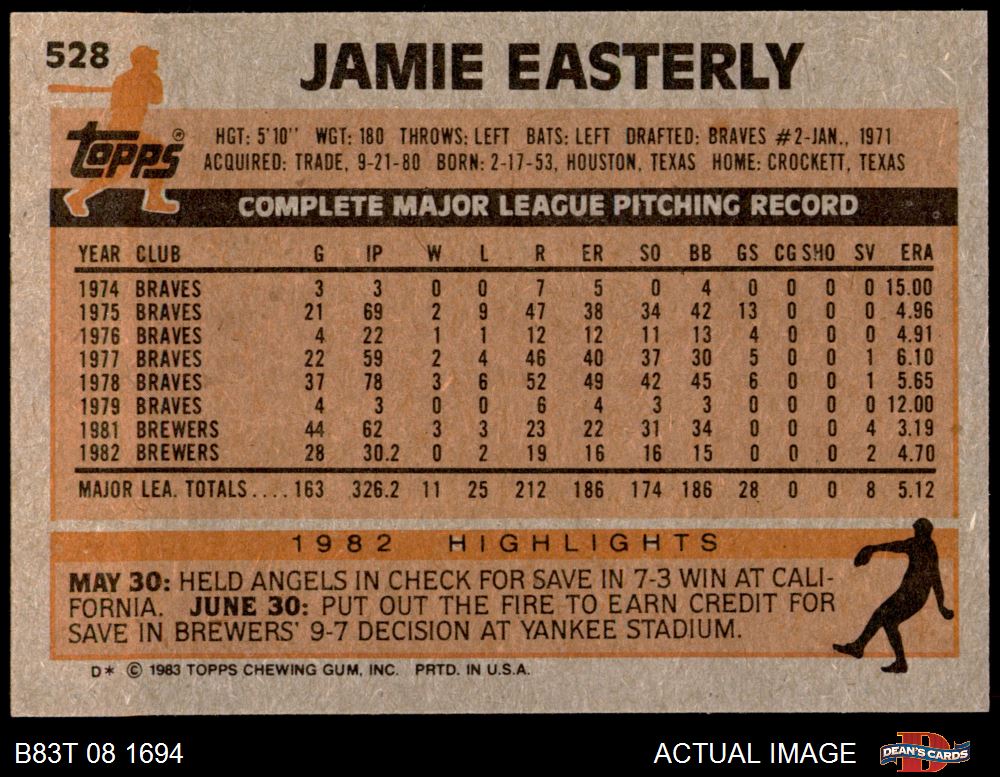 528
JAMIE EASTERLY
topps®
HGT: 5'10'' WGT: 180 THROWS: LEFT BATS: LEFT DRAFTED: BRAVES #2-JAN., 1971
ACQUIRED: TRADE, 9-21-80 BORN: 2-17-53, HOUSTON, TEXAS HOME: CROCKETT, TEXAS
COMPLETE MAJOR LEAGUE PITCHING RECORD
YEAR CLUB G IP W L R ER SO BB GS CG SHO SV ERA
1974 BRAVES 3 3 0 0 7 5 0 4 0 0 0 0 15.00
1975 BRAVES 21 69 2 9 47 38 34 42 13 0 0 0 4.96
1976 BRAVES 4 22 1 1 12 12 11 13 4 0 0 0 4.91
1977 BRAVES 22 59 2 4 46 40 37 30 5 0 0 1 6.10
1978 BRAVES 37 78 3 6 52 49 42 45 6 0 0 1 5.65
1979 BRAVES 4 3 0 0 6 4 3 3 0 0 0 0 12.00
1981 BREWERS 44 62 3 3 23 22 31 34 0 0 0 4 3.19
1982 BREWERS 28 30.2 0 2 19 16 16 15 0 0 0 2 4.70
MAJOR LEA. TOTALS.... 163 326.2 11 25 212 186 174 186 28 0 0 8 5.12
1982 HIGHLIGHTS
MAY 30: HELD ANGELS IN CHECK FOR SAVE IN 7-3 WIN AT CALI-
FORNIA. JUNE 30: PUT OUT THE FIRE TO EARN CREDIT FOR
SAVE IN BREWERS' 9-7 DECISION AT YANKEE STADIUM.
D* © 1983 TOPPS CHEWING GUM, INC. PRTD. IN U.S.A.
B83T 08 1694 ACTUAL IMAGE DEAN'S CARDS